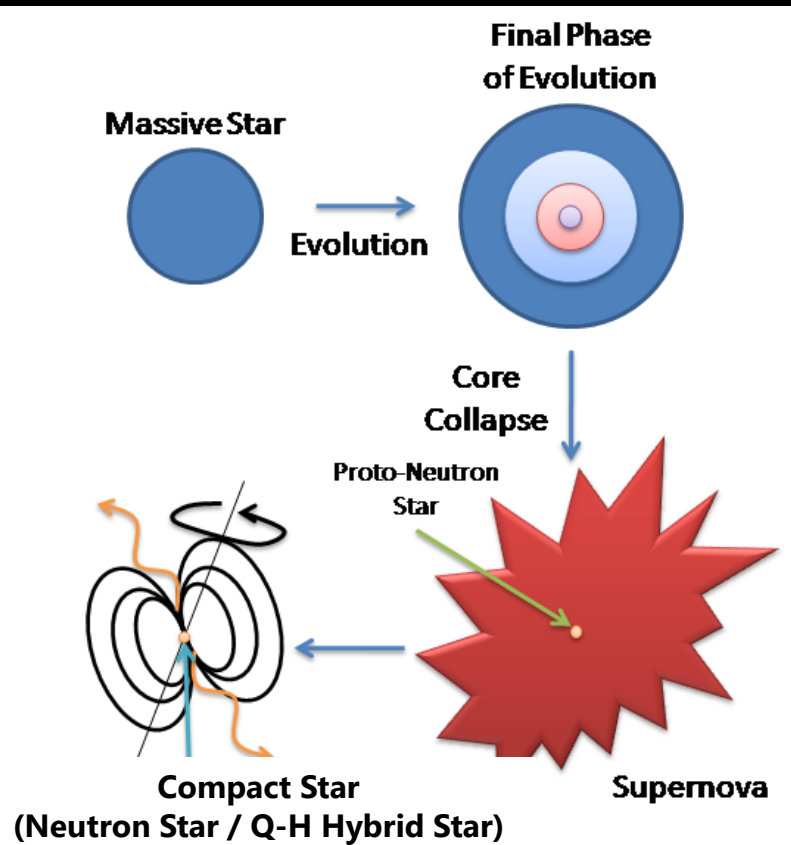 Final Phase
of Evolution
Massive Star
Evolution
Core
Collapse
Proto-Neutron
Star
Compact Star
(Neutron Star / Q-H Hybrid Star)
Supernova